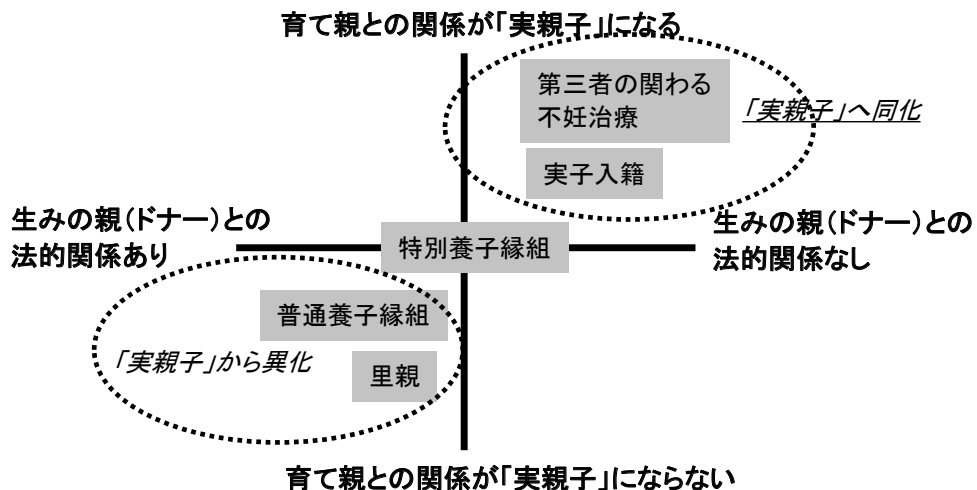 育て親との関係が「実親子」になる
第三者の関わる
不妊治療
「実親子」へ同化
実子入籍
生みの親(ドナー)との
法的関係あり
特別養子縁組
生みの親(ドナー)との
法的関係なし
普通養子縁組
「実親子」から異化
里親
育て親との関係が「実親子」にならない